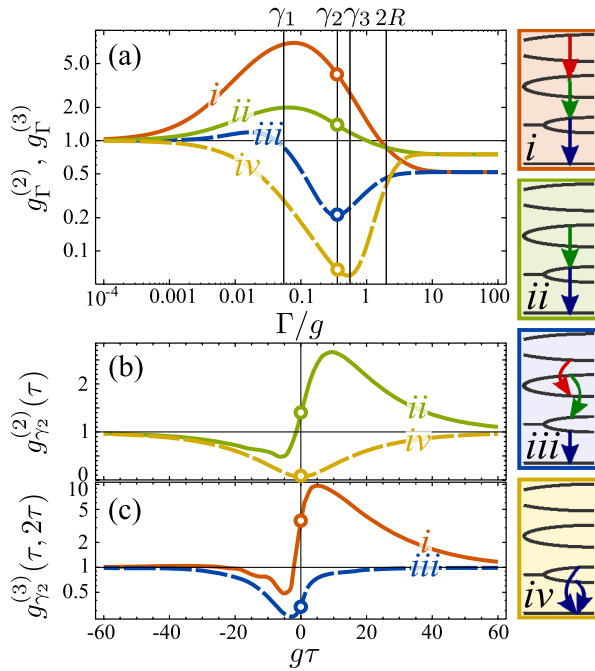 γ1 γ2 γ3 2R
(a)
5.0
2.0
1.0
0.5
0.2
0.1
g_Γ^(2) , g_Γ^(3)
i
ii
iii
iv
10^-4 0.001 0.01 0.1 1 10 100
Γ/g
(b)
2
1
0
g_γ2^(2)(τ)
ii
iv
(c)
10
5
1
0.5
g_γ2^(3)(τ, 2τ)
i
iii
-60 -40 -20 0 20 40 60
gτ
i
ii
iii
iv